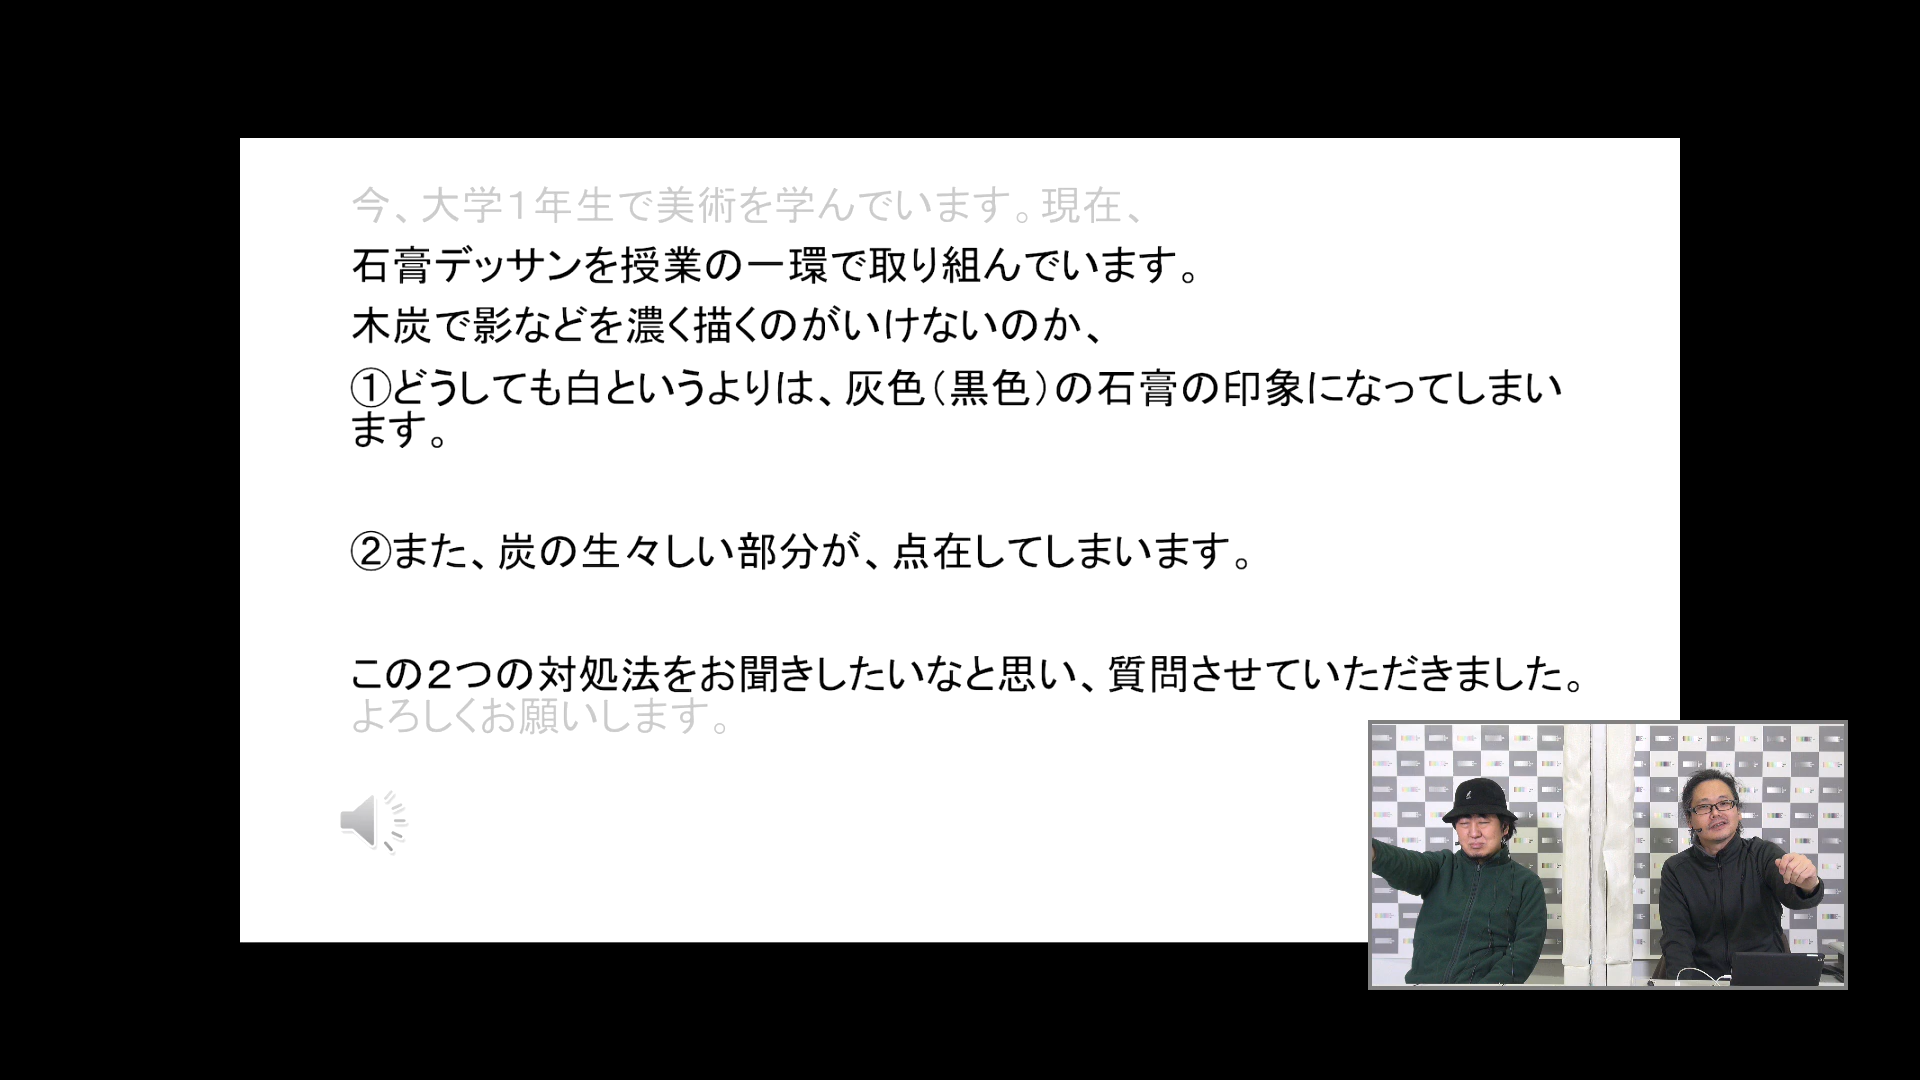 今、大学１年生で美術を学んでいます。現在、
石膏デッサンを授業の一環で取り組んでいます。
木炭で影などを濃く描くのがいけないのか、
①どうしても白というよりは、灰色（黒色）の石膏の印象になってしまい
ます。
②また、炭の生々しい部分が、点在してしまいます。
この２つの対処法をお聞きしたいなと思い、質問させていただきました。
よろしくお願いします。